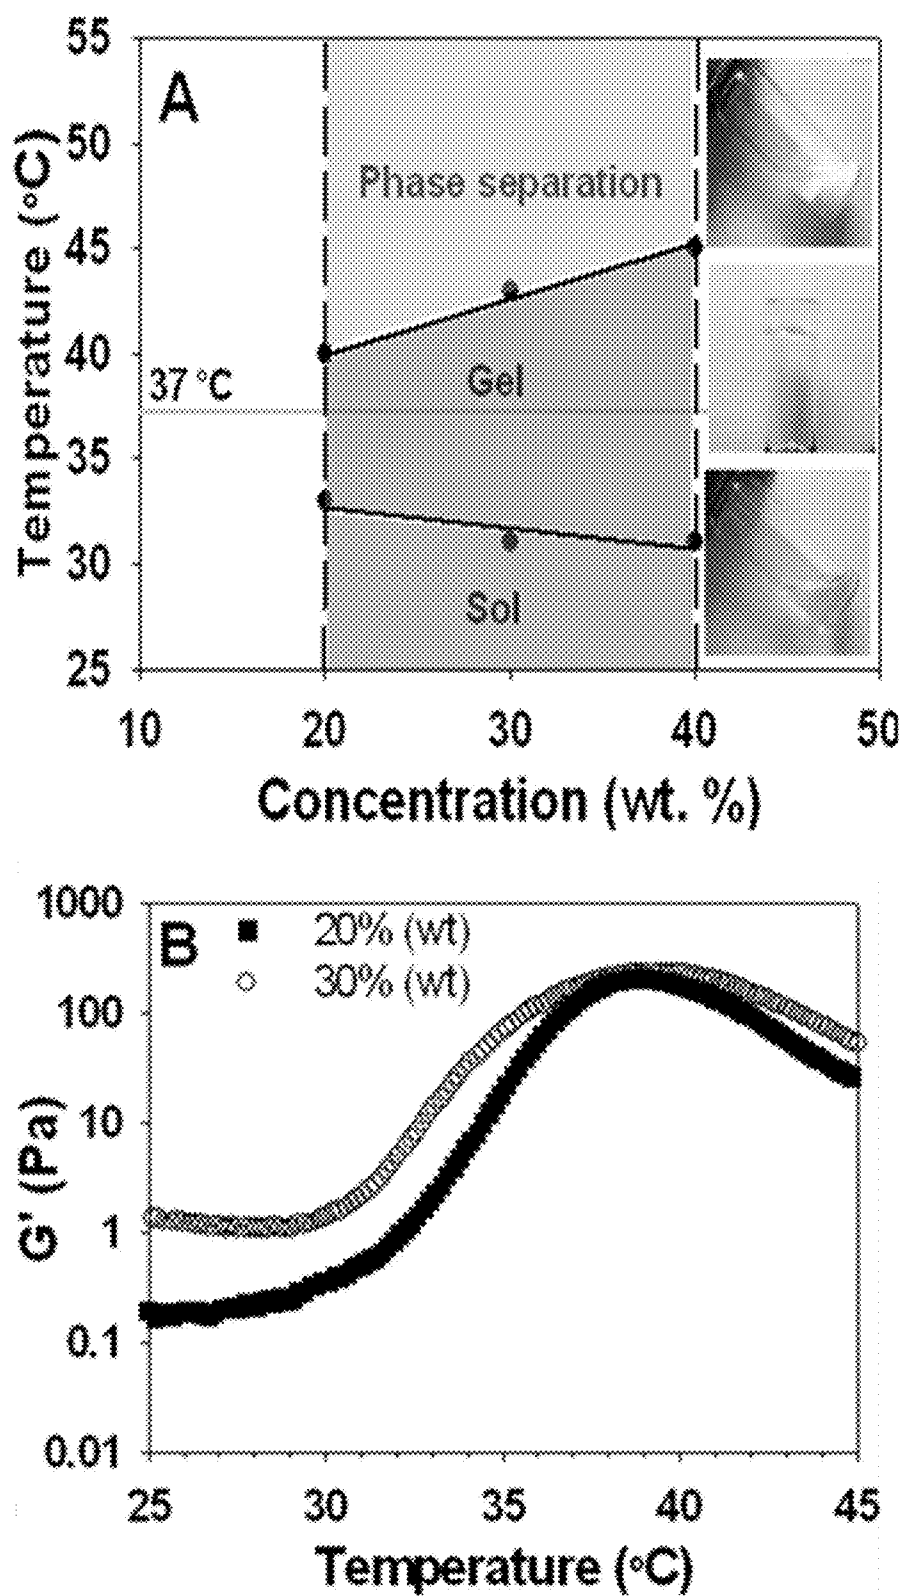 A
Temperature (°C)
55
50
45
40
35
30
25
Phase separation
37 °C
Gel
Sol
10 20 30 40 50
Concentration (wt. %)
B
20% (wt)
30% (wt)
G' (Pa)
1000
100
10
1
0.1
0.01
25 30 35 40 45
Temperature (°C)